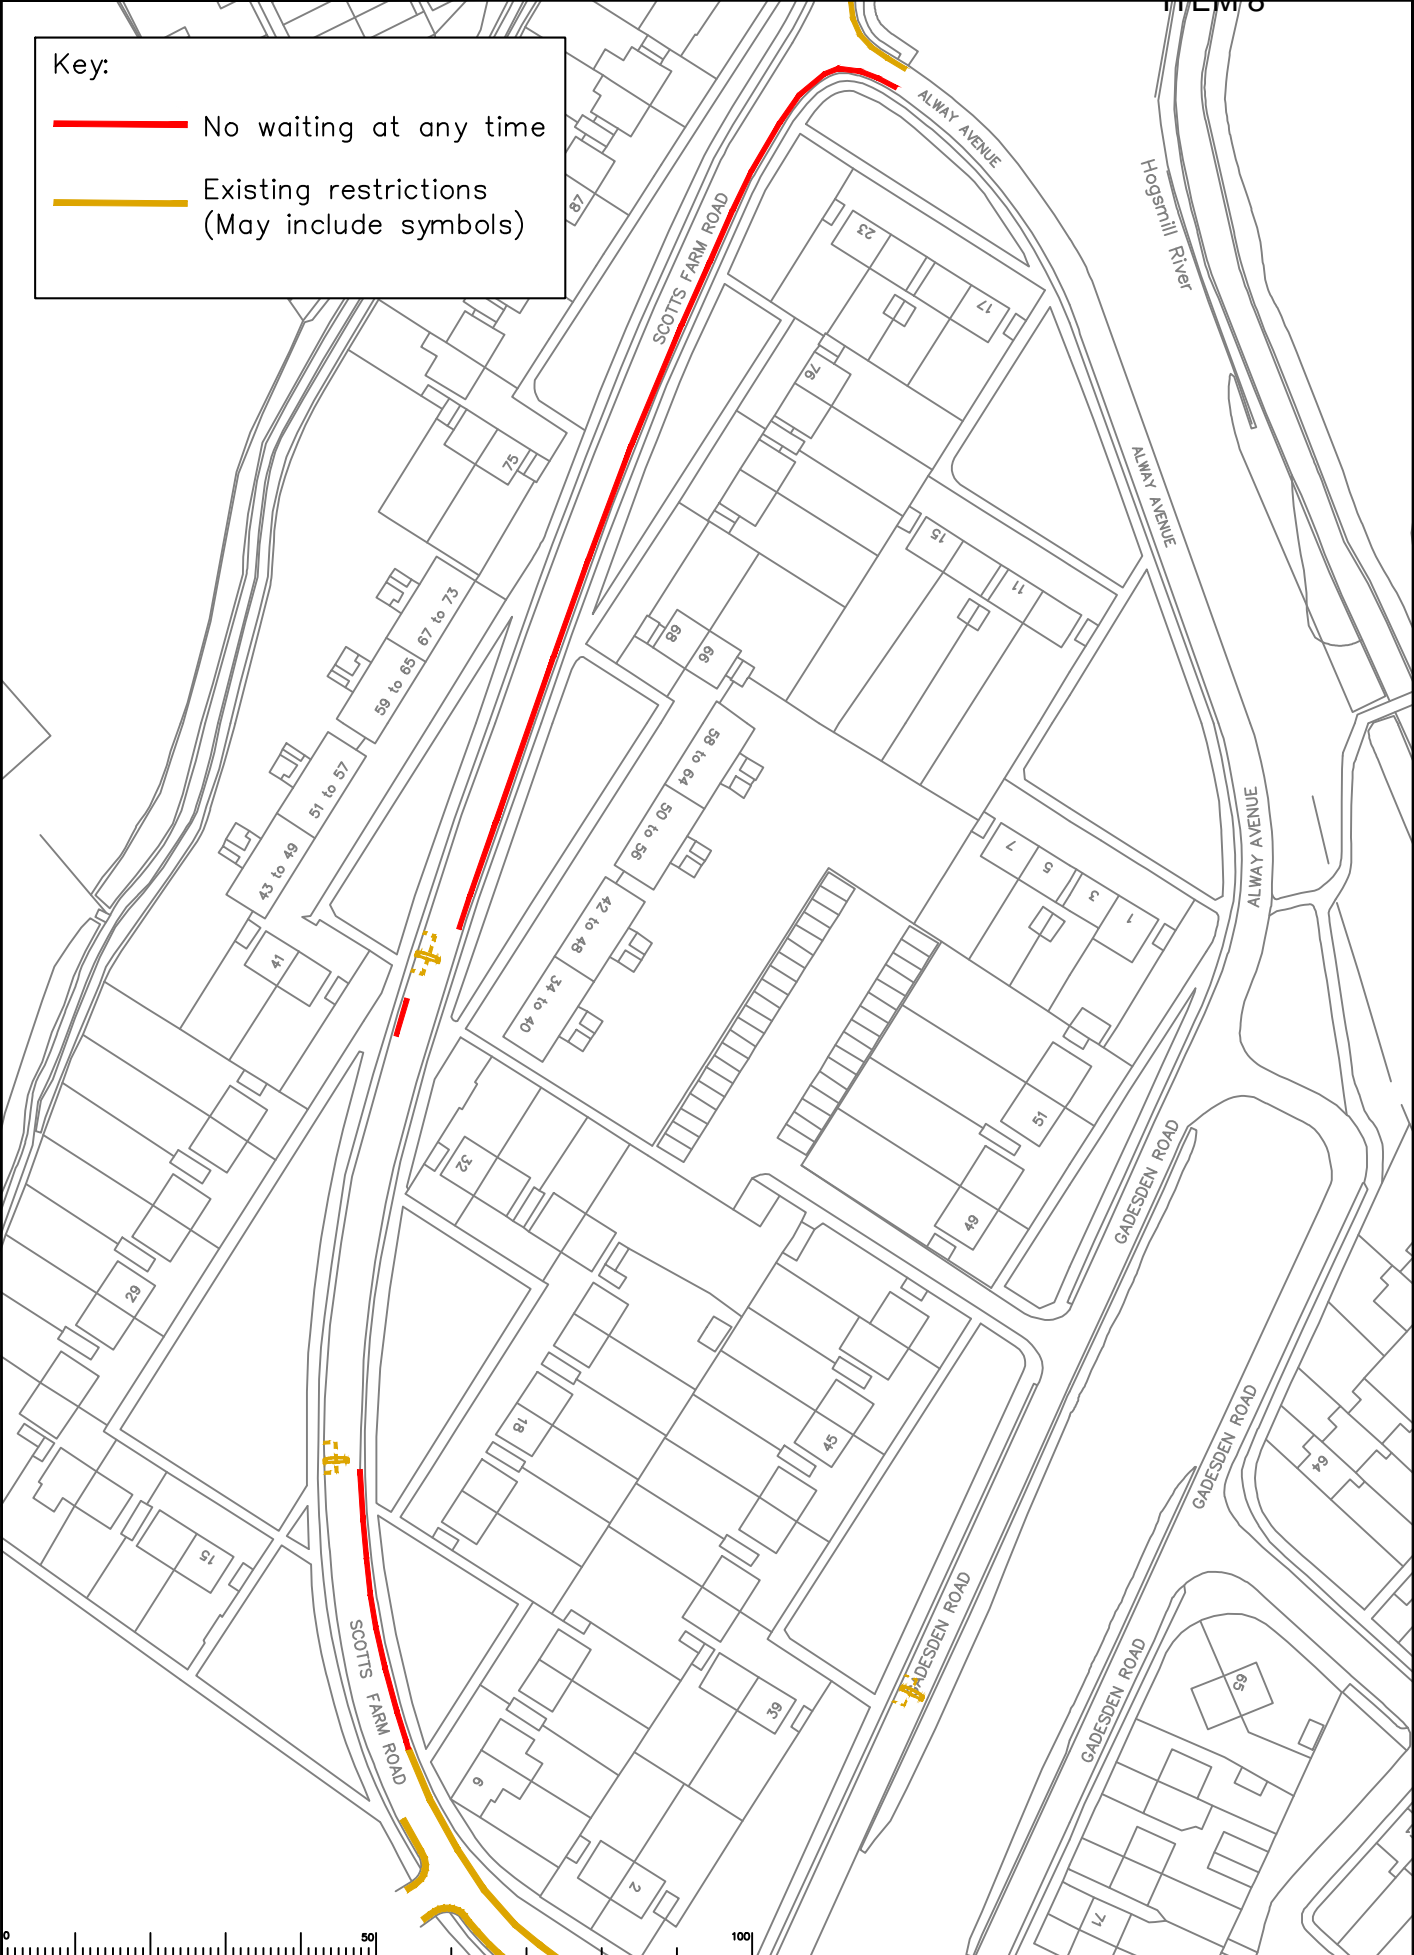 ITEM 8
Key:
No waiting at any time
Existing restrictions
(May include symbols)
ALWAY AVENUE
Hogsmill River
87
SCOTTS FARM ROAD
23
17
76
75
ALWAY AVENUE
15
11
67 to 73
68
66
59 to 65
58 to 64
51 to 57
50 to 56
ALWAY AVENUE
43 to 49
7
5
3
1
42 to 48
41
34 to 40
51
32
GADESDEN ROAD
49
29
18
45
GADESDEN ROAD
64
15
GADESDEN ROAD
SCOTTS FARM ROAD
GADESDEN ROAD
65
39
9
2
71
0
50
100